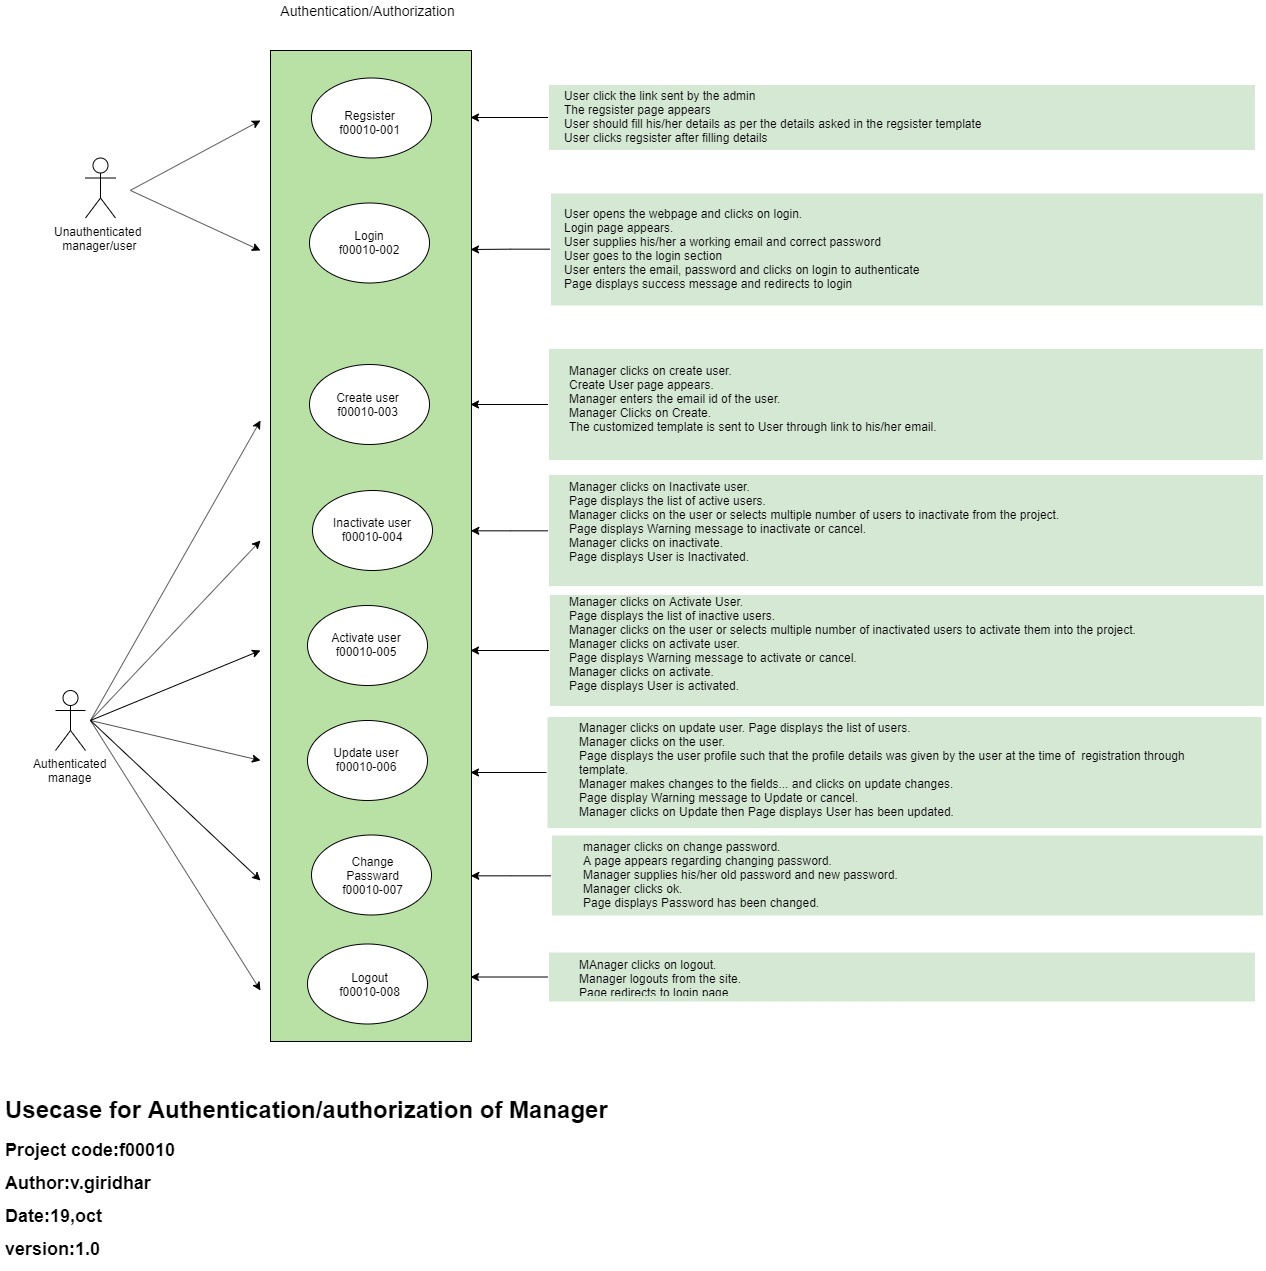 Authentication/Authorization
Regsister
f00010-001
User click the link sent by the admin
The regsister page appears
User should fill his/her details as per the details asked in the register template
User clicks regsister after filling details
Unauthenticated
manager/user
Login
f00010-002
User opens the webpage and clicks on login.
Login page appears.
User supplies his/her a working email and correct password
User goes to the login section
User enters the email, password and clicks on login to authenticate
Page displays success message and redirects to login
Create user
f00010-003
Manager clicks on create user.
Create User page appears.
Manager enters the email id of the user.
Manager Clicks on Create.
The customized template is sent to User through link to his/her email.
Inactivate user
f00010-004
Manager clicks on Inactivate user.
Page displays the list of active users.
Manager clicks on the user or selects multiple number of users to inactivate from the project.
Page displays Warning message to inactivate or cancel.
Manager clicks on inactivate.
Page displays User is Inactivated.
Activate user
f00010-005
Manager clicks on Activate User.
Page displays the list of inactive users.
Manager clicks on the user or selects multiple number of inactivated users to activate them into the project.
Manager clicks on activate user.
Page displays Warning message to activate or cancel.
Manager clicks on activate.
Page displays User is activated.
Authenticated
manage
Update user
f00010-006
Manager clicks on update user. Page displays the list of users.
Manager clicks on the user.
Page displays the user profile such that the profile details was given by the user at the time of registration through
template.
Manager makes changes to the fields... and clicks on update changes.
Page display Warning message to Update or cancel.
Manager clicks on Update then Page displays User has been updated.
Change
Passward
f00010-007
manager clicks on change password.
A page appears regarding changing password.
Manager supplies his/her old password and new password.
Manager clicks ok.
Page displays Password has been changed.
Logout
f00010-008
MAnager clicks on logout.
Manager logouts from the site.
Page redirects to login page
Usecase for Authentication/authorization of Manager
Project code:f00010
Author:v.giridhar
Date:19,oct
version:1.0